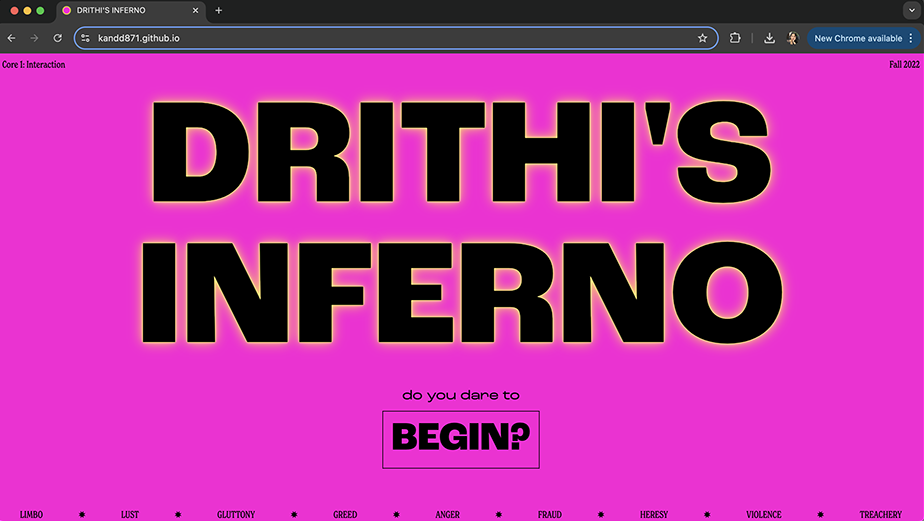 DRITHI'S INFERNO
kandd871.github.io
New Chrome available
Core 1: Interaction
Fall 2022
DRITHI'S
INFERNO
do you dare to
BEGIN?
LIMBO LUST GLUTTONY GREED ANGER FRAUD HERESY VIOLENCE TREACHERY